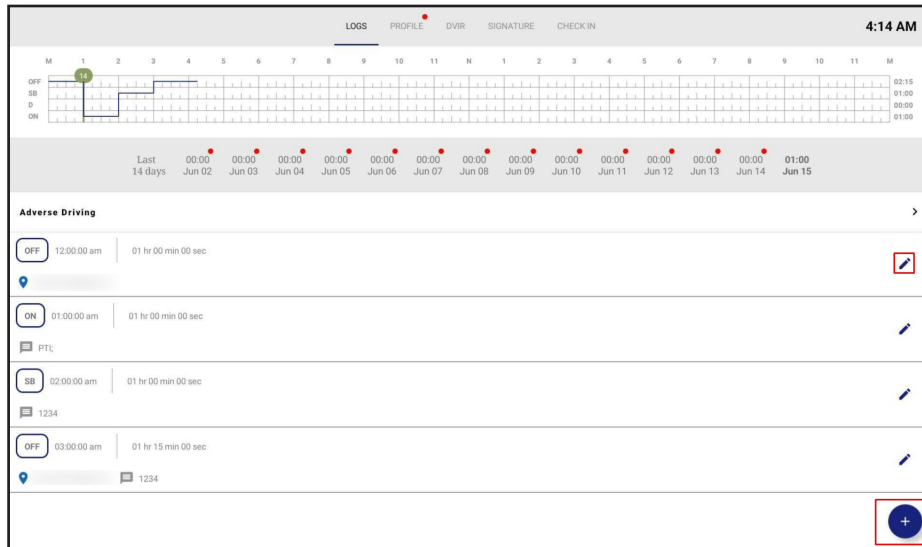 LOGS PROFILE DVIR SIGNATURE CHECK IN 4:14 AM
M 1 2 3 4 5 6 7 8 9 10 11 N 1 2 3 4 5 6 7 8 9 10 11 M
14
OFF 02:15
SB 01:00
D 00:00
ON 01:00
Last 00:00 00:00 00:00 00:00 00:00 00:00 00:00 00:00 00:00 00:00 00:00 00:00 00:00 01:00
14 days Jun 02 Jun 03 Jun 04 Jun 05 Jun 06 Jun 07 Jun 08 Jun 09 Jun 10 Jun 11 Jun 12 Jun 13 Jun 14 Jun 15
Adverse Driving
OFF 12:00:00 am 01 hr 00 min 00 sec
ON 01:00:00 am 01 hr 00 min 00 sec
PTI;
SB 02:00:00 am 01 hr 00 min 00 sec
1234
OFF 03:00:00 am 01 hr 15 min 00 sec
1234